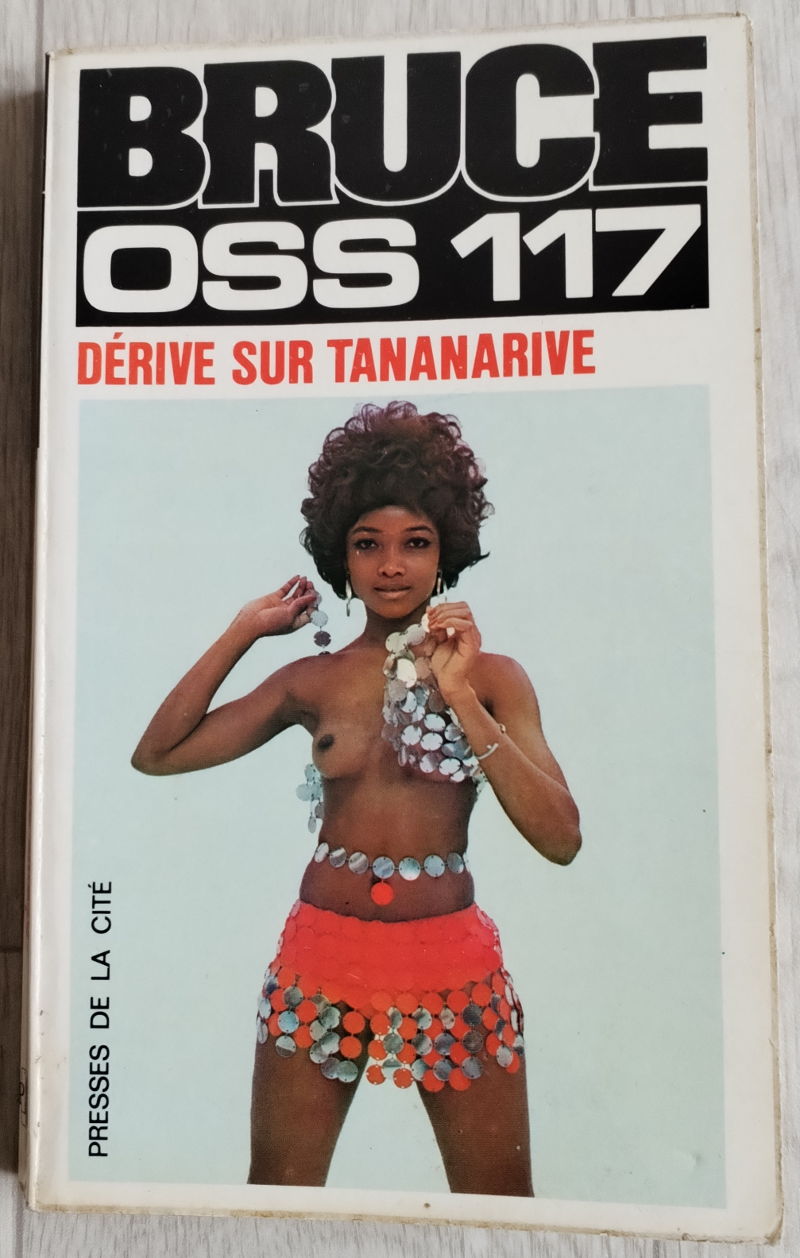 BRUCE
OSS 117
DÉRIVE SUR TANANARIVE
PRESSES DE LA CITÉ